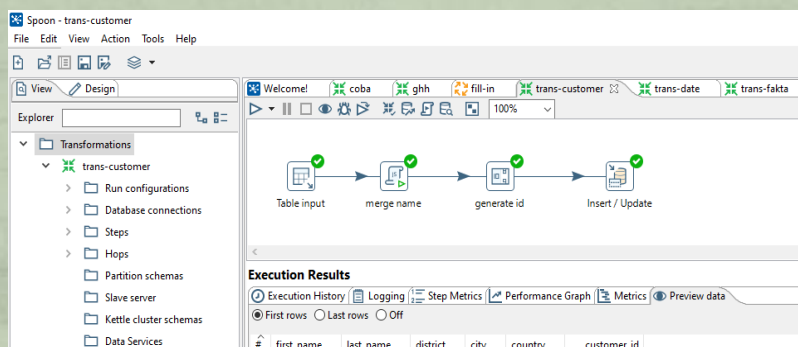 Spoon - trans-customer
File Edit View Action Tools Help
View Design
Explorer
Transformations
trans-customer
Run configurations
Database connections
Steps
Hops
Partition schemas
Slave server
Kettle cluster schemas
Data Services
Welcome! coba ghh fill-in trans-customer trans-date trans-fakta
100%
Table input merge name generate id Insert / Update
Execution Results
Execution History Logging Step Metrics Performance Graph Metrics Preview data
First rows Last rows Off
# first_name last_name district city country customer_id